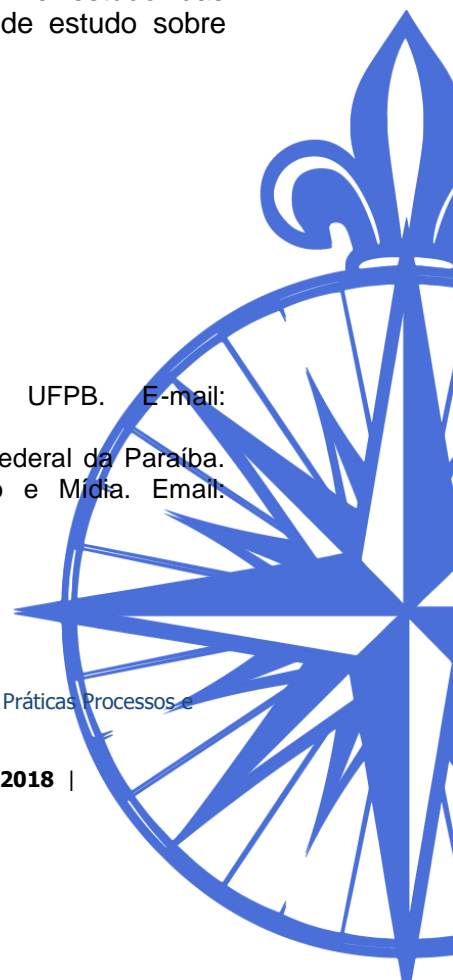 de estudo sobre
UFPB. E-mail:
ederal da Paraíba.
e Mídia. Email:
Práticas Processos e
2018 |